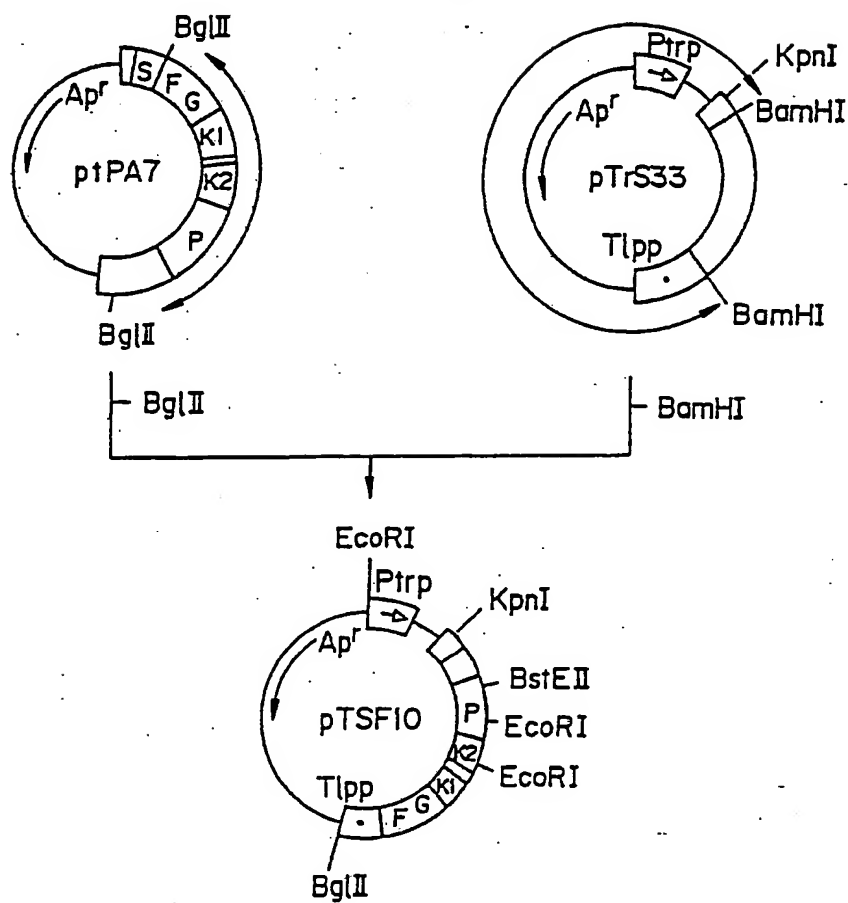 BglII
S
F
G
K1
K2
P
Apr
ptPA7
BglII
BglII
Ptrp
KpnI
BamHI
Apr
pTrS33
Tlpp
BamHI
BamHI
EcoRI
Ptrp
KpnI
Apr
BstEII
pTSF10
P
EcoRI
K2
EcoRI
K1
G
F
Tlpp
BglII